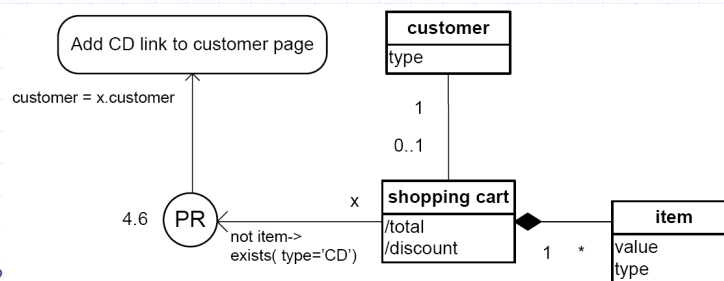 Add CD link to customer page
customer
type
customer = x.customer
1
0..1
4.6
PR
x
not item->
exists( type='CD')
shopping cart
/total
/discount
1
*
item
value
type